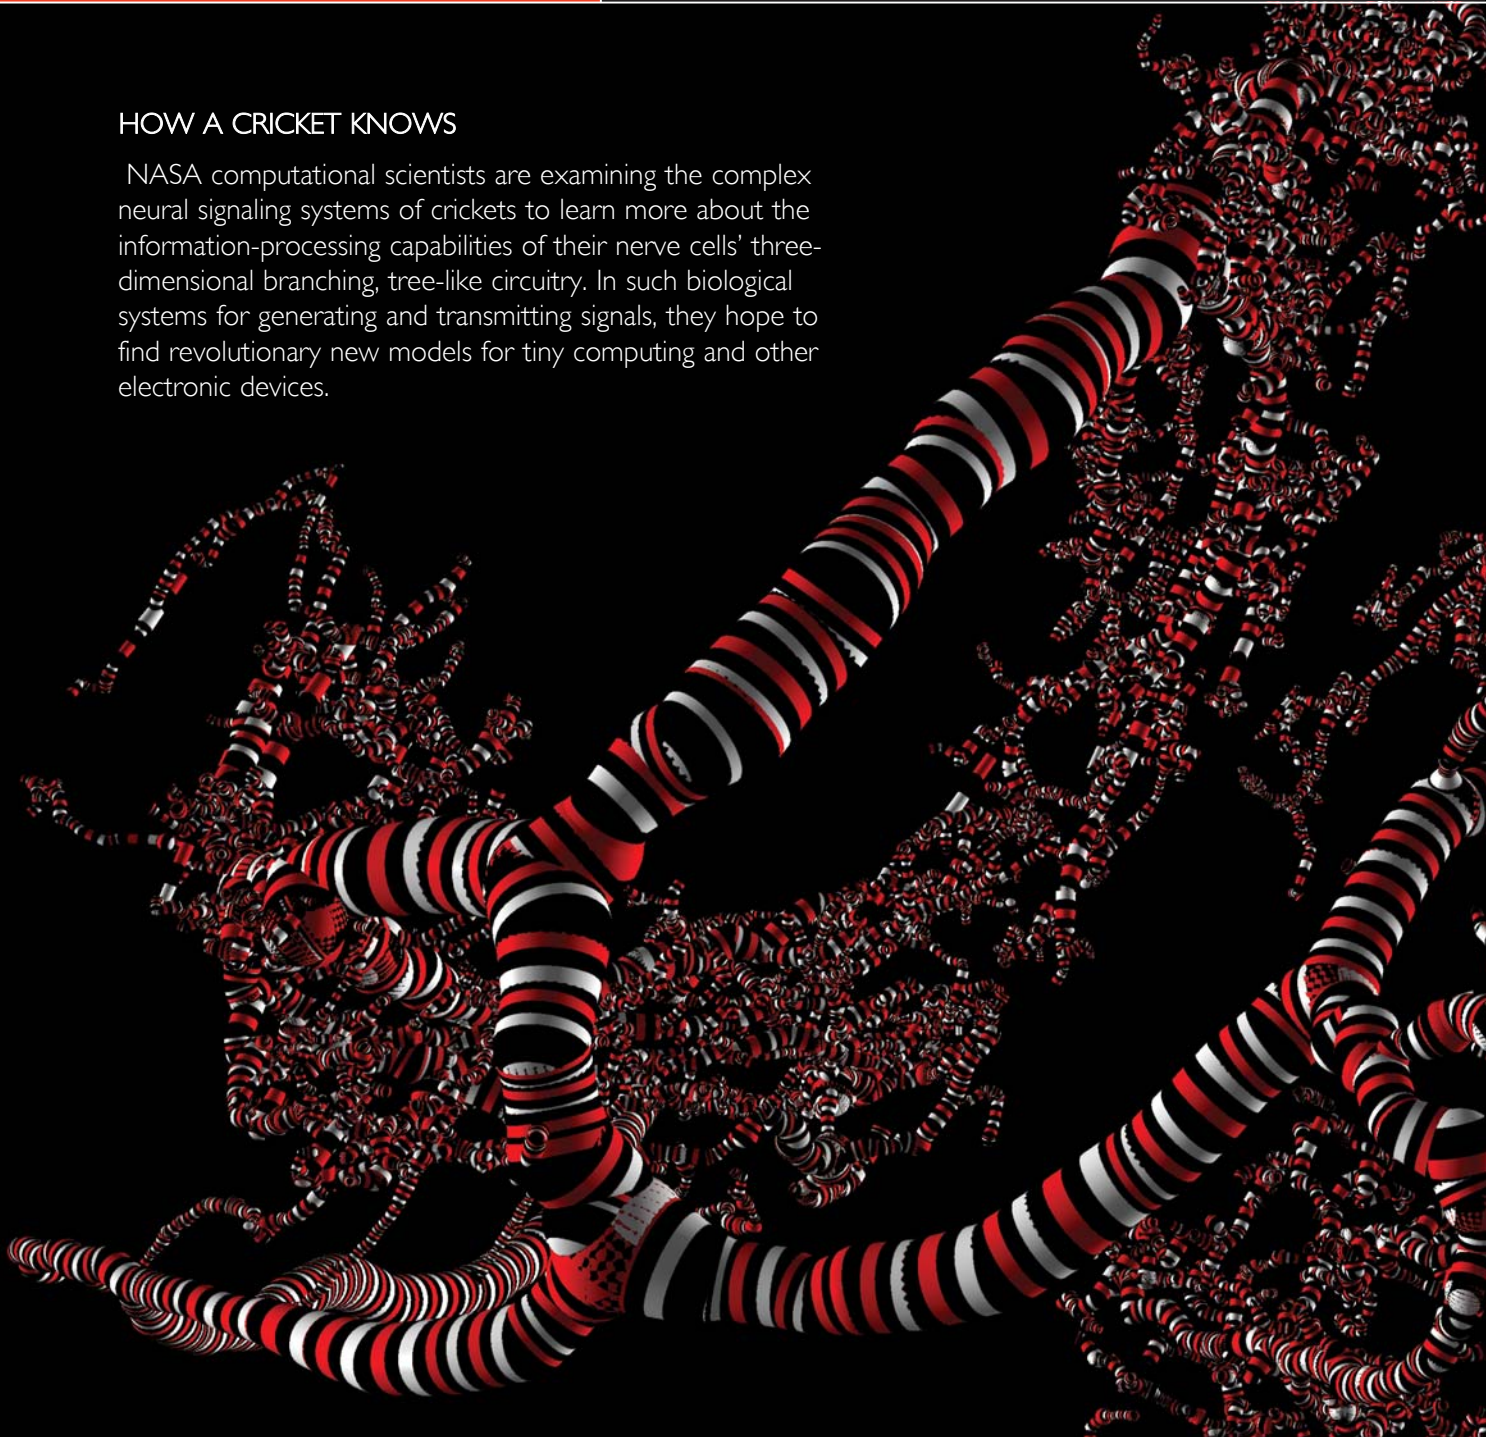 HOW A CRICKET KNOWS
NASA computational scientists are examining the complex
neural signaling systems of crickets to learn more about the
information-processing capabilities of their nerve cells’ three-
dimensional branching, tree-like circuitry. In such biological
systems for generating and transmitting signals, they hope to
find revolutionary new models for tiny computing and other
electronic devices.